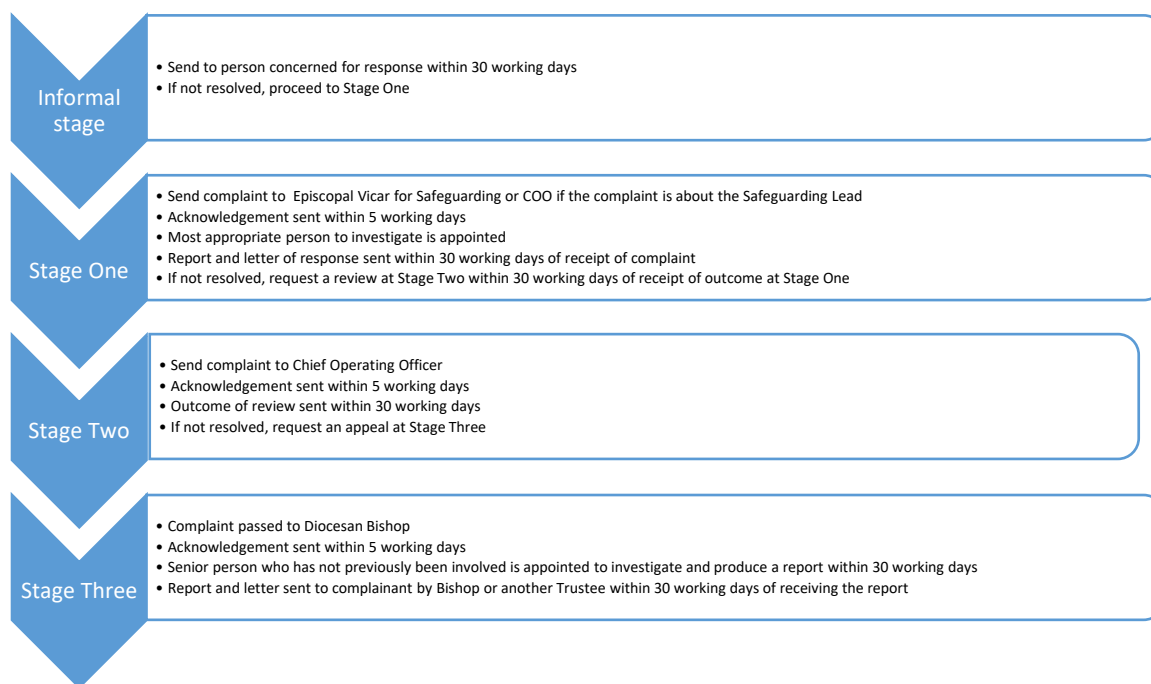 Informal
stage
• Send to person concerned for response within 30 working days
• If not resolved, proceed to Stage One
Stage One
• Send complaint to  Episcopal Vicar for Safeguarding or COO if the complaint is about the Safeguarding Lead
• Acknowledgement sent within 5 working days
• Most appropriate person to investigate is appointed
• Report and letter of response sent within 30 working days of receipt of complaint
• If not resolved, request a review at Stage Two within 30 working days of receipt of outcome at Stage One
Stage Two
• Send complaint to Chief Operating Officer
• Acknowledgement sent within 5 working days
• Outcome of review sent within 30 working days
• If not resolved, request an appeal at Stage Three
Stage Three
• Complaint passed to Diocesan Bishop
• Acknowledgement sent within 5 working days
• Senior person who has not previously been involved is appointed to investigate and produce a report within 30 working days
• Report and letter sent to complainant by Bishop or another Trustee within 30 working days of receiving the report